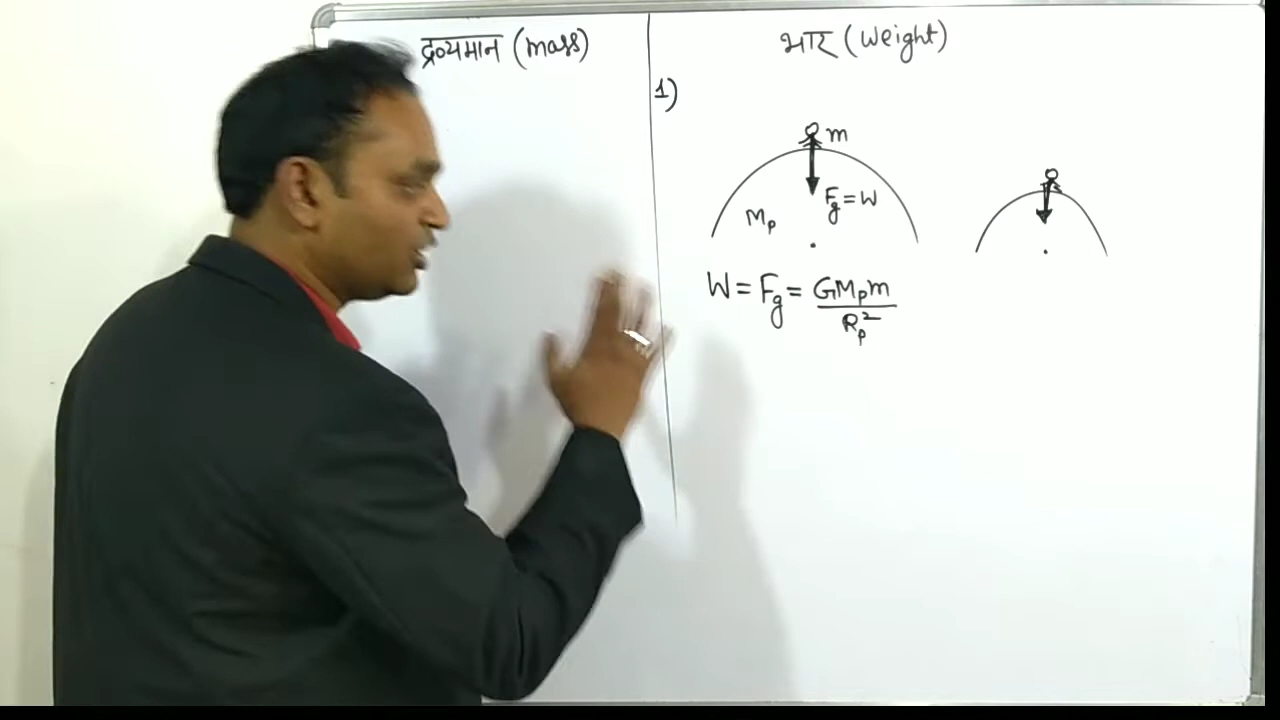 द्रव्यमान (mass)
भार (Weight)
1)
m
Fg = W
Mp
W = Fg = GMpm / Rp²